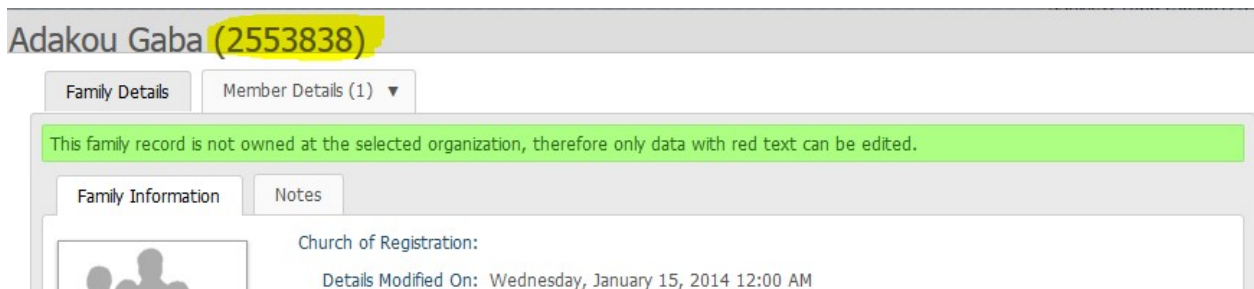 Adakou Gaba (2553838)
Family Details
Member Details (1) ▼
This family record is not owned at the selected organization, therefore only data with red text can be edited.
Family Information
Notes
Church of Registration:
Details Modified On: Wednesday, January 15, 2014 12:00 AM